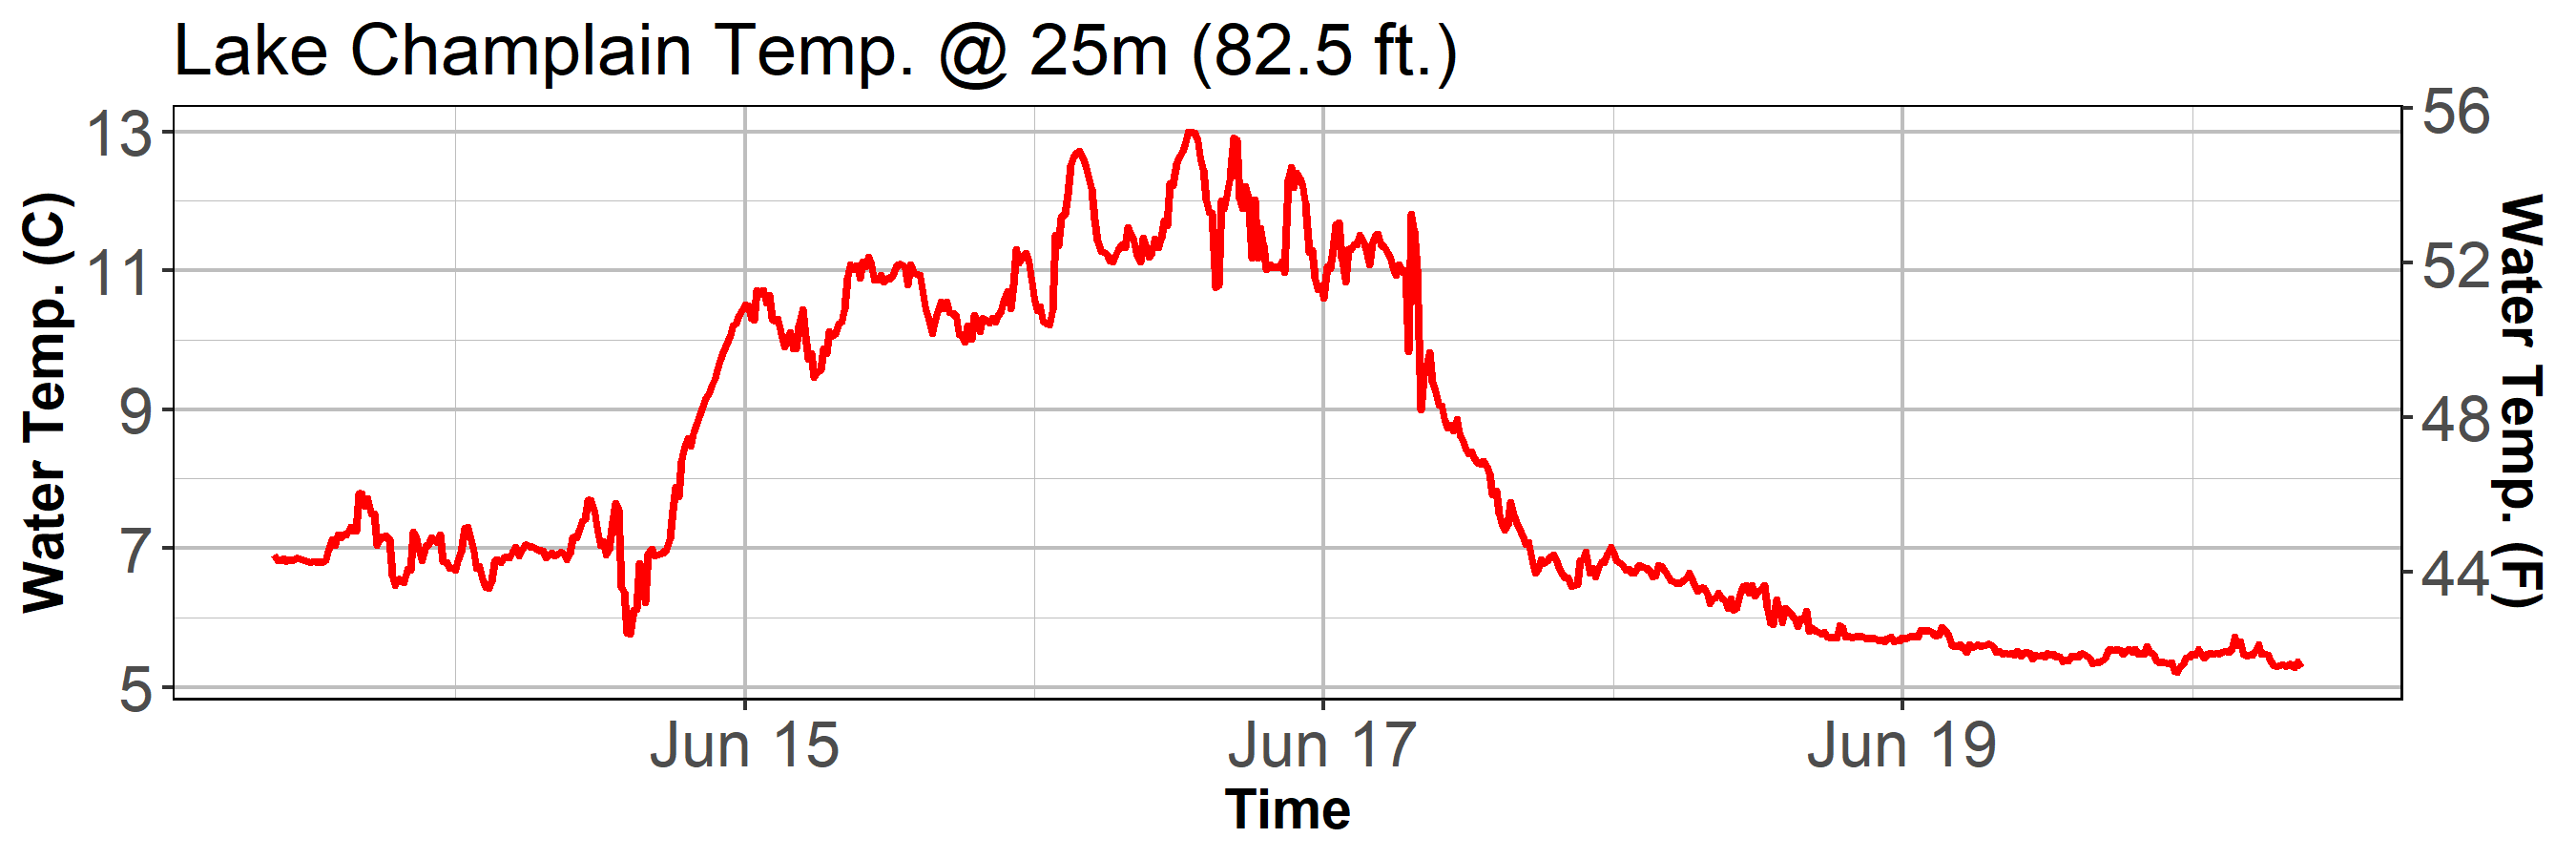 Lake Champlain Temp. @ 25m (82.5 ft.)
Water Temp. (C)
13
11
9
7
5
56
52
48
44
Water Temp. (F)
Jun 15
Jun 17
Jun 19
Time